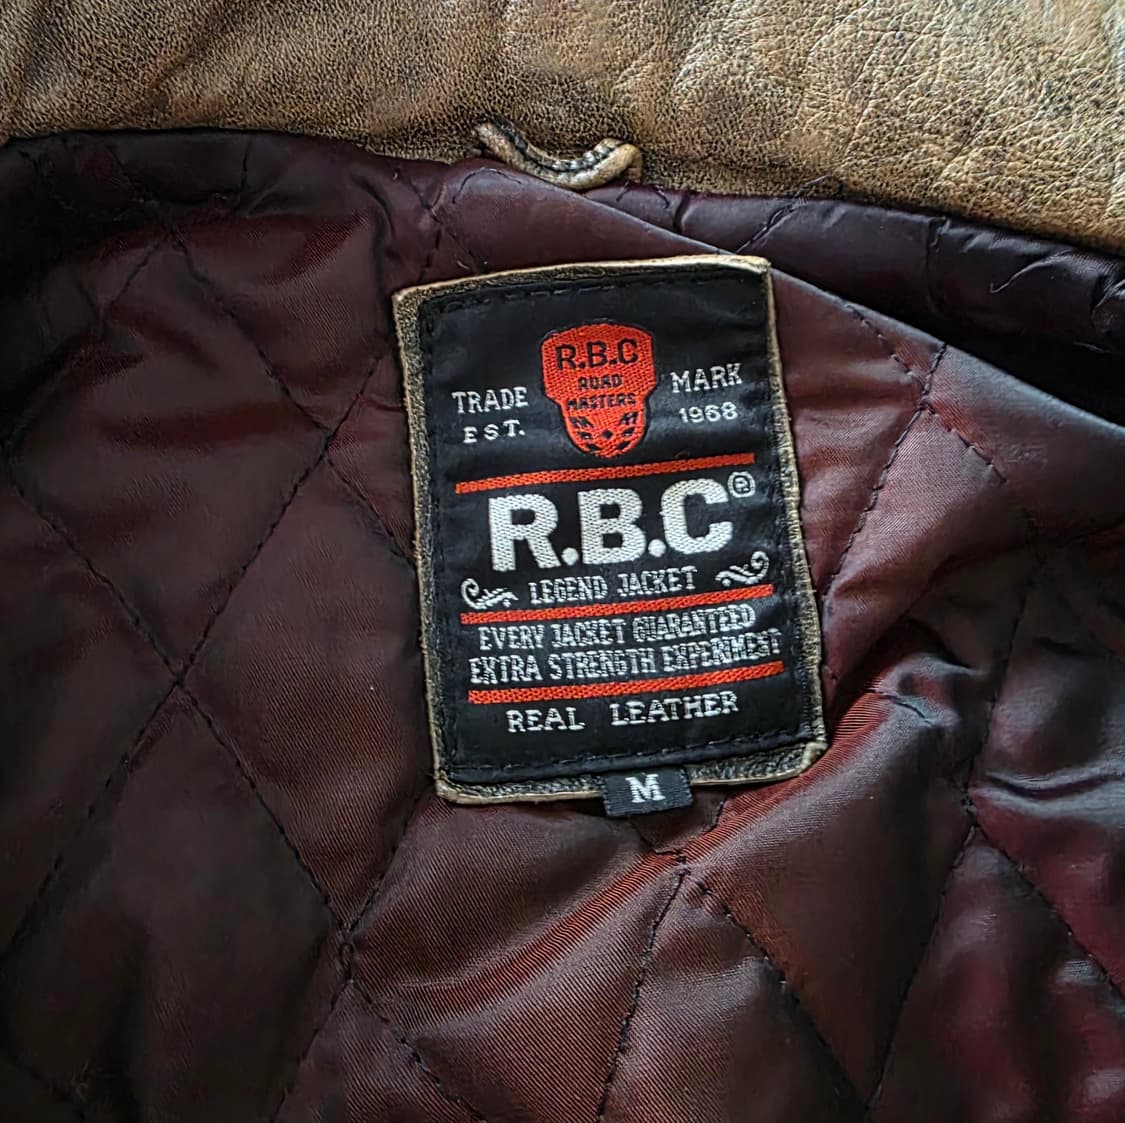 R.B.C
ROAD
MASTERS
TRADE MARK
EST. 1968
R.B.C®
LEGEND JACKET
EVERY JACKET GUARANTEED
EXTRA STRENGTH EXPERIMENT
REAL LEATHER
M